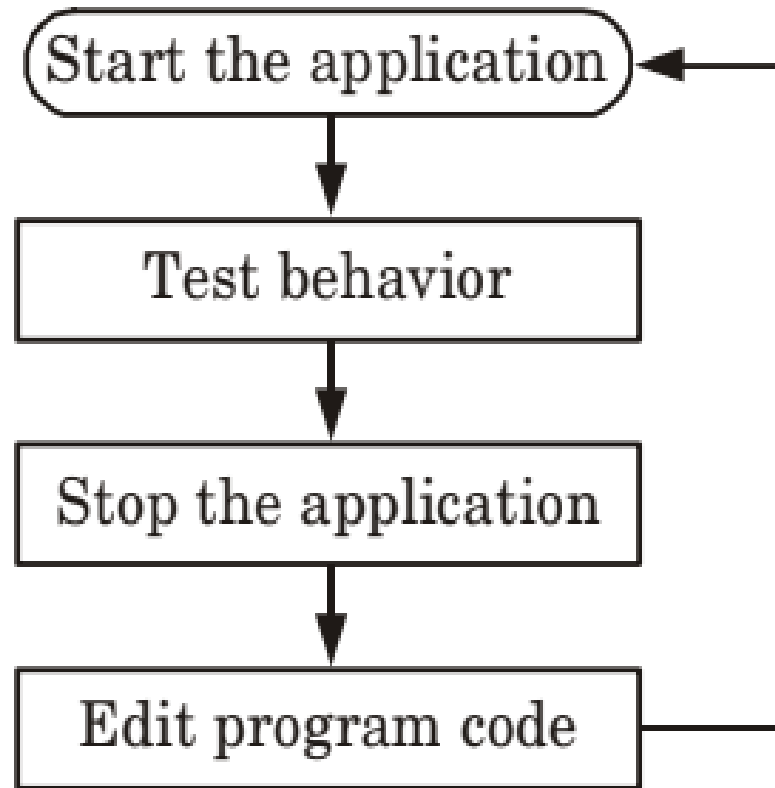 Start the application
Test behavior
Stop the application
Edit program code